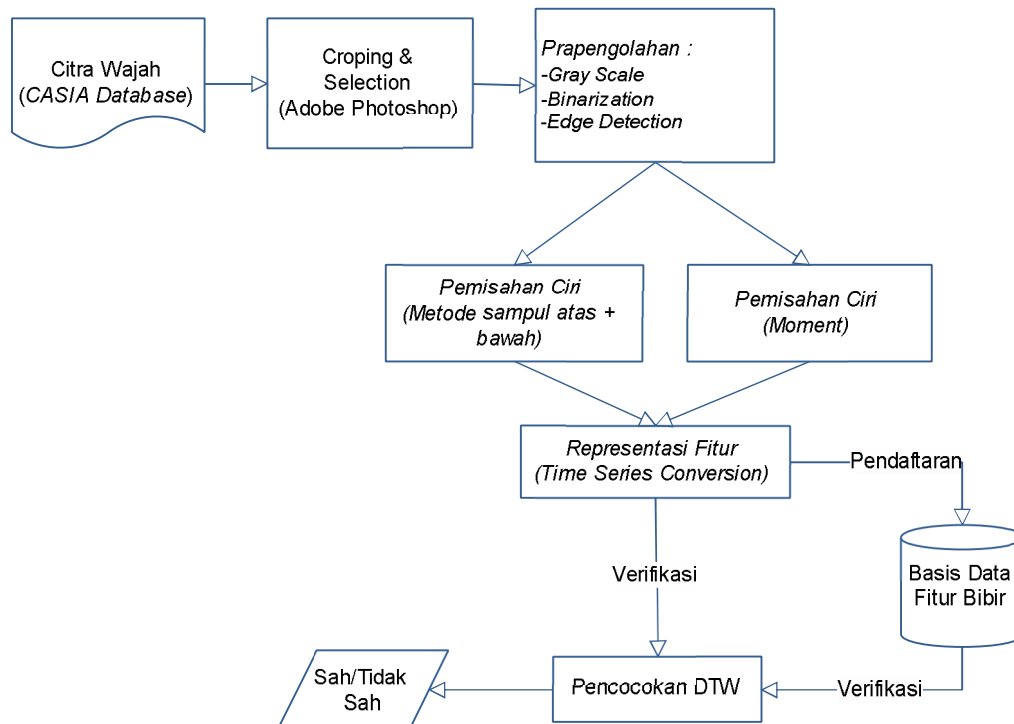 Citra Wajah
(CASIA Database)
Croping &
Selection
(Adobe Photoshop)
Prapengolahan :
-Gray Scale
-Binarization
-Edge Detection
Pemisahan Ciri
(Metode sampul atas +
bawah)
Pemisahan Ciri
(Moment)
Representasi Fitur
(Time Series Conversion)
Pendaftaran
Verifikasi
Basis Data
Fitur Bibir
Sah/Tidak
Sah
Pencocokan DTW
Verifikasi